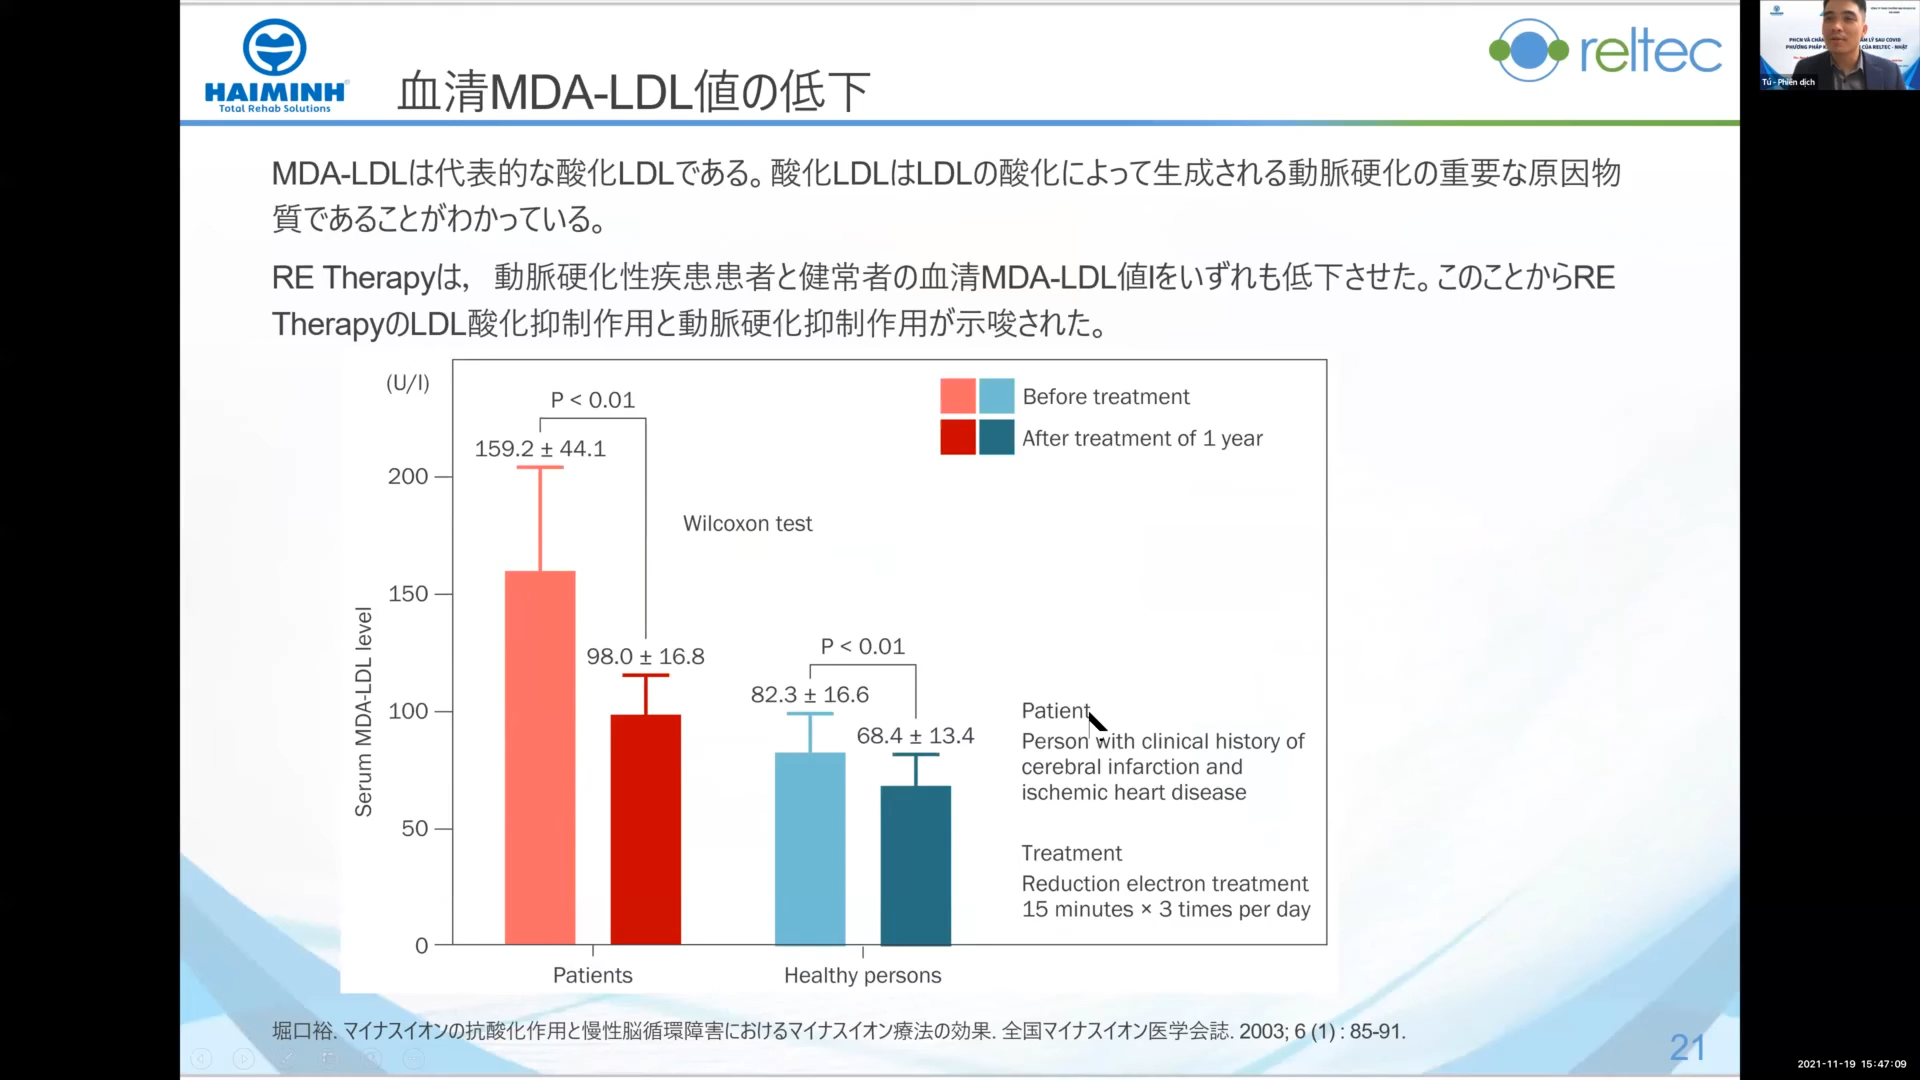 HAIMINH
Total Rehab Solutions
血清MDA-LDL値の低下
reltec
MDA-LDLは代表的な酸化LDLである。酸化LDLはLDLの酸化によって生成される動脈硬化の重要な原因物
質であることがわかっている。
RE Therapyは， 動脈硬化性疾患患者と健常者の血清MDA-LDL値lをいずれも低下させた。このことからRE
TherapyのLDL酸化抑制作用と動脈硬化抑制作用が示唆された。
(U/l)
P < 0.01
159.2 ± 44.1
200
150
100
50
0
Serum MDA-LDL level
98.0 ± 16.8
Wilcoxon test
P < 0.01
82.3 ± 16.6
68.4 ± 13.4
Before treatment
After treatment of 1 year
Patient
Person with clinical history of
cerebral infarction and
ischemic heart disease
Treatment
Reduction electron treatment
15 minutes × 3 times per day
Patients
Healthy persons
堀口裕. マイナスイオンの抗酸化作用と慢性脳循環障害におけるマイナスイオン療法の効果. 全国マイナスイオン医学会誌. 2003; 6 (1) : 85-91.
21
Tú - Phiên dịch
2021-11-19 15:47:09